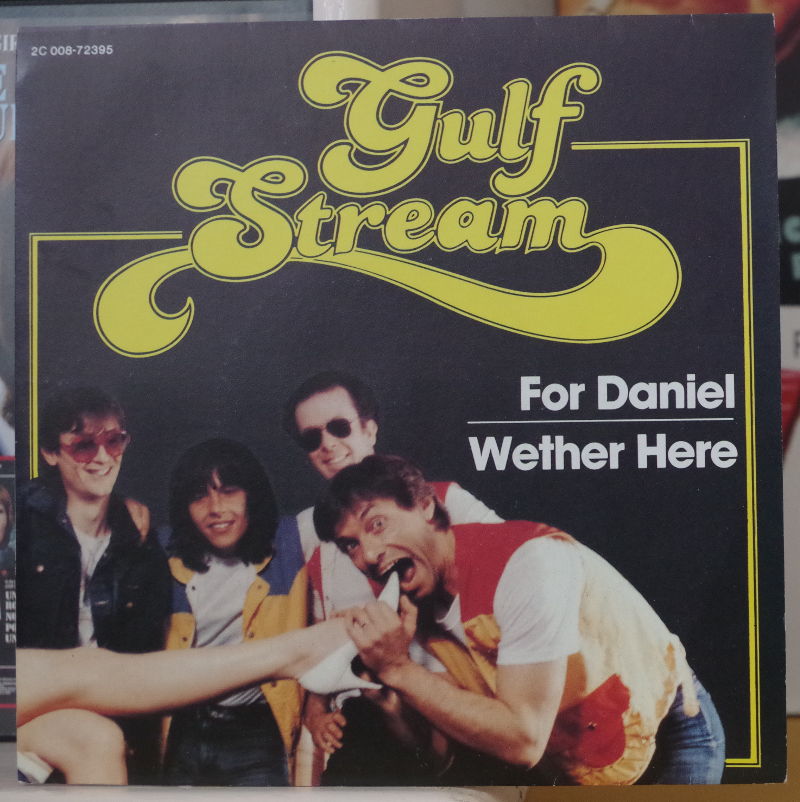 2C 008-72395
Gulf
Stream
For Daniel
Wether Here